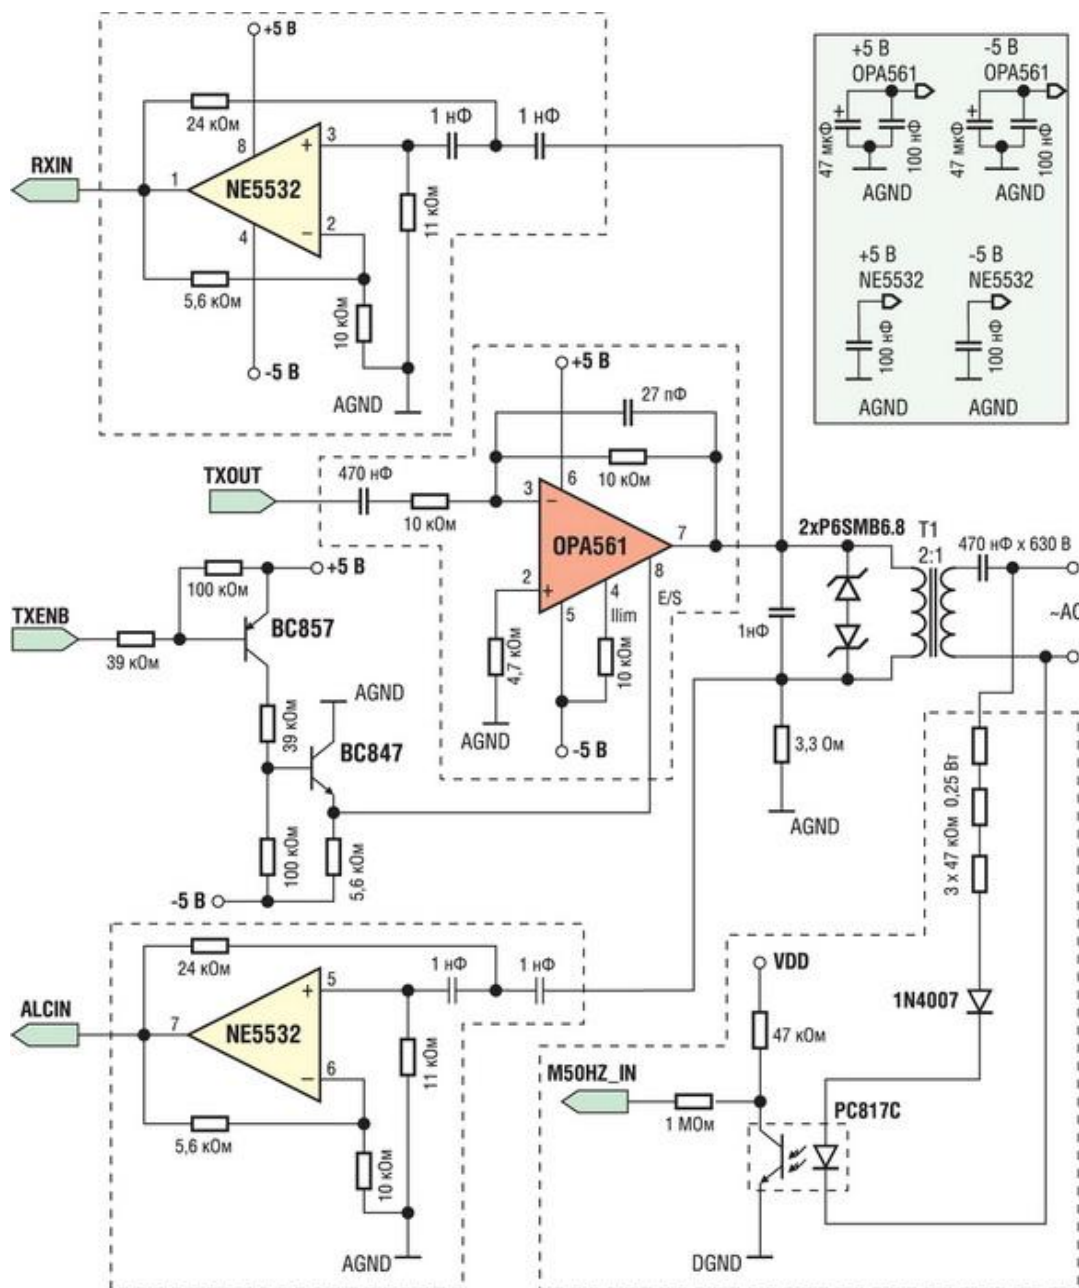 +5 В
24 кОм
1 нФ
1 нФ
8
3
+
RXIN
1
NE5532
11 кОм
4
2
−
5,6 кОм
10 кОм
-5 В
AGND
+5 В
OPA561
-5 В
OPA561
+
47 мкФ
100 нФ
+
47 мкФ
100 нФ
AGND
AGND
+5 В
NE5532
-5 В
NE5532
100 нФ
100 нФ
AGND
AGND
+5 В
27 пФ
TXOUT
470 нФ
10 кОм
10 кОм
6
3
−
OPA561
7
2
+
5
4
8
Ilim
E/S
4,7 кОм
10 кОм
AGND
-5 В
2xP6SMB6.8
T1
2:1
470 нФ x 630 В
~AC
1нФ
3,3 Ом
AGND
100 кОм
+5 В
TXENB
39 кОм
BC857
AGND
39 кОм
BC847
100 кОм
5,6 кОм
-5 В
3 x 47 кОм 0,25 Вт
24 кОм
1 нФ
1 нФ
5
+
ALCIN
7
NE5532
11 кОм
6
−
5,6 кОм
10 кОм
AGND
VDD
1N4007
47 кОм
M50HZ_IN
1 МОм
PC817C
DGND